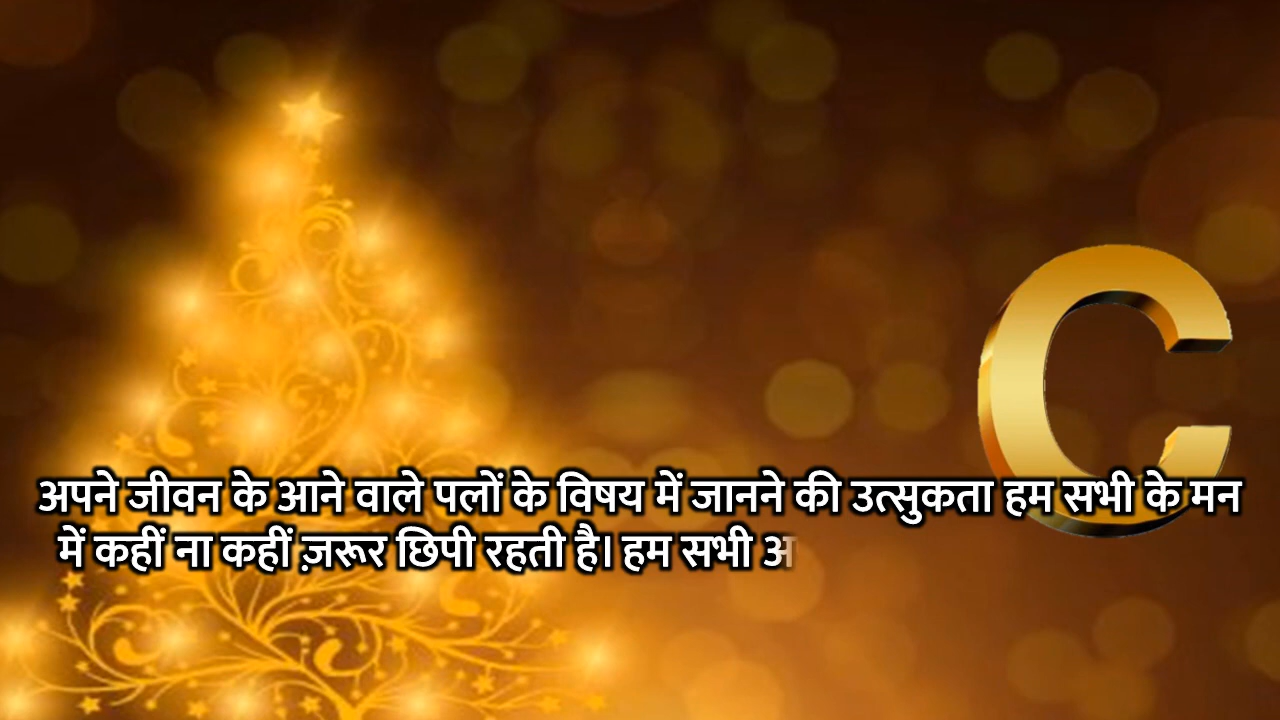 C
अपने जीवन के आने वाले पलों के विषय में जानने की उत्सुकता हम सभी के मन
में कहीं ना कहीं ज़रूर छिपी रहती है। हम सभी